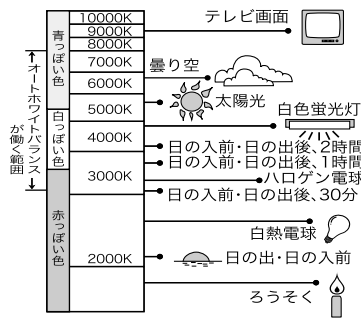 10000K
9000K
8000K
7000K
6000K
5000K
4000K
3000K
2000K
青っぽい色
白っぽい色
赤っぽい色
オートホワイトバランス
が働く範囲
テレビ画面
曇り空
太陽光
白色蛍光灯
日の入前・日の出後、2時間
日の入前・日の出後、1時間
ハロゲン電球
日の入前・日の出後、30分
白熱電球
日の出・日の入前
ろうそく